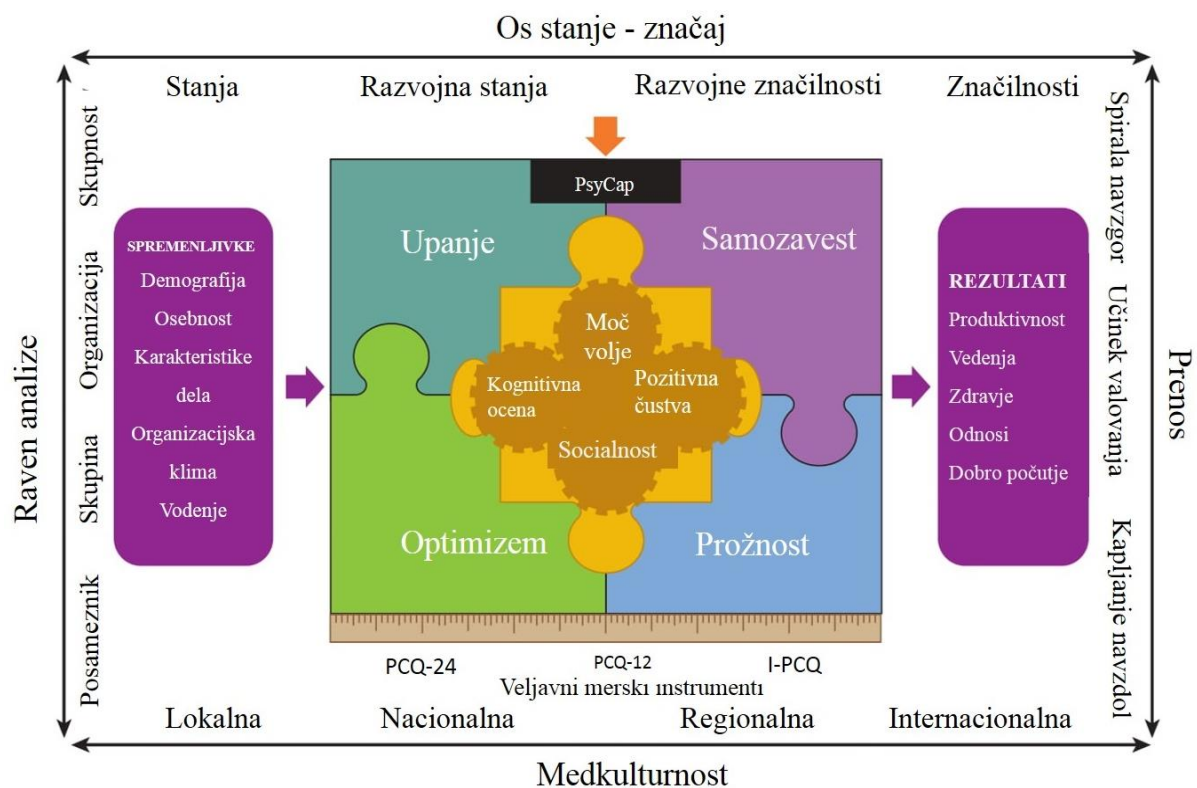 Os stanje - značaj
Stanja
Razvojna stanja
Razvojne značilnosti
Značilnosti
Raven analize
Skupnost
Organizacija
Skupina
Posameznik
SPREMENLJIVKE
Demografija
Osebnost
Karakteristike
dela
Organizacijska
klima
Vodenje
PsyCap
Upanje
Samozavest
Moč
volje
Kognitivna
ocena
Pozitivna
čustva
Socialnost
Optimizem
Prožnost
REZULTATI
Produktivnost
Vedenja
Zdravje
Odnosi
Dobro počutje
Spirala navzgor
Učinek valovanja
Kapljanje navzdol
Prenos
PCQ-24
PCQ-12
I-PCQ
Veljavni merski instrumenti
Lokalna
Nacionalna
Regionalna
Internacionalna
Medkulturnost